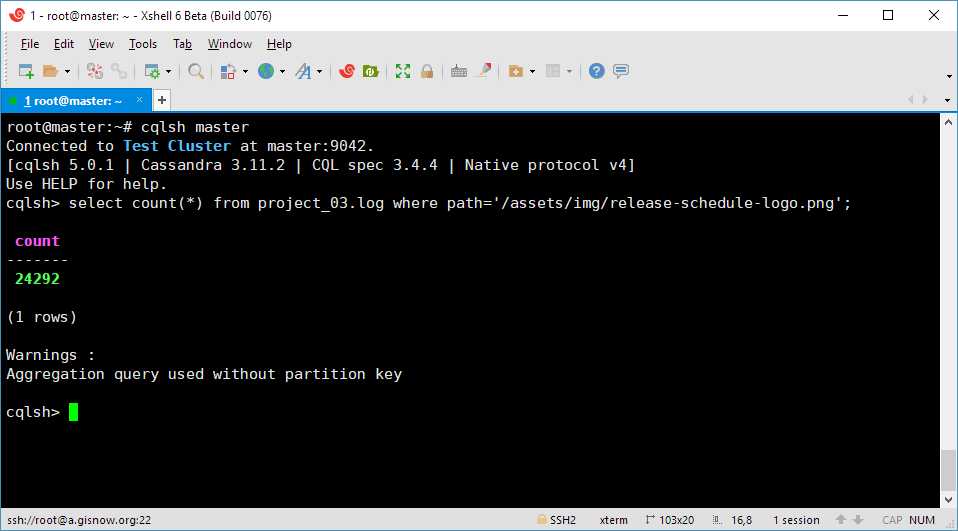 1 - root@master: ~ - Xshell 6 Beta (Build 0076)
File Edit View Tools Tab Window Help
1 root@master: ~ × +
root@master:~# cqlsh master
Connected to Test Cluster at master:9042.
[cqlsh 5.0.1 | Cassandra 3.11.2 | CQL spec 3.4.4 | Native protocol v4]
Use HELP for help.
cqlsh> select count(*) from project_03.log where path='/assets/img/release-schedule-logo.png';
count
-------
24292
(1 rows)
Warnings :
Aggregation query used without partition key
cqlsh>
ssh://root@a.gisnow.org:22 SSH2 xterm 103x20 16,8 1 session CAP NUM